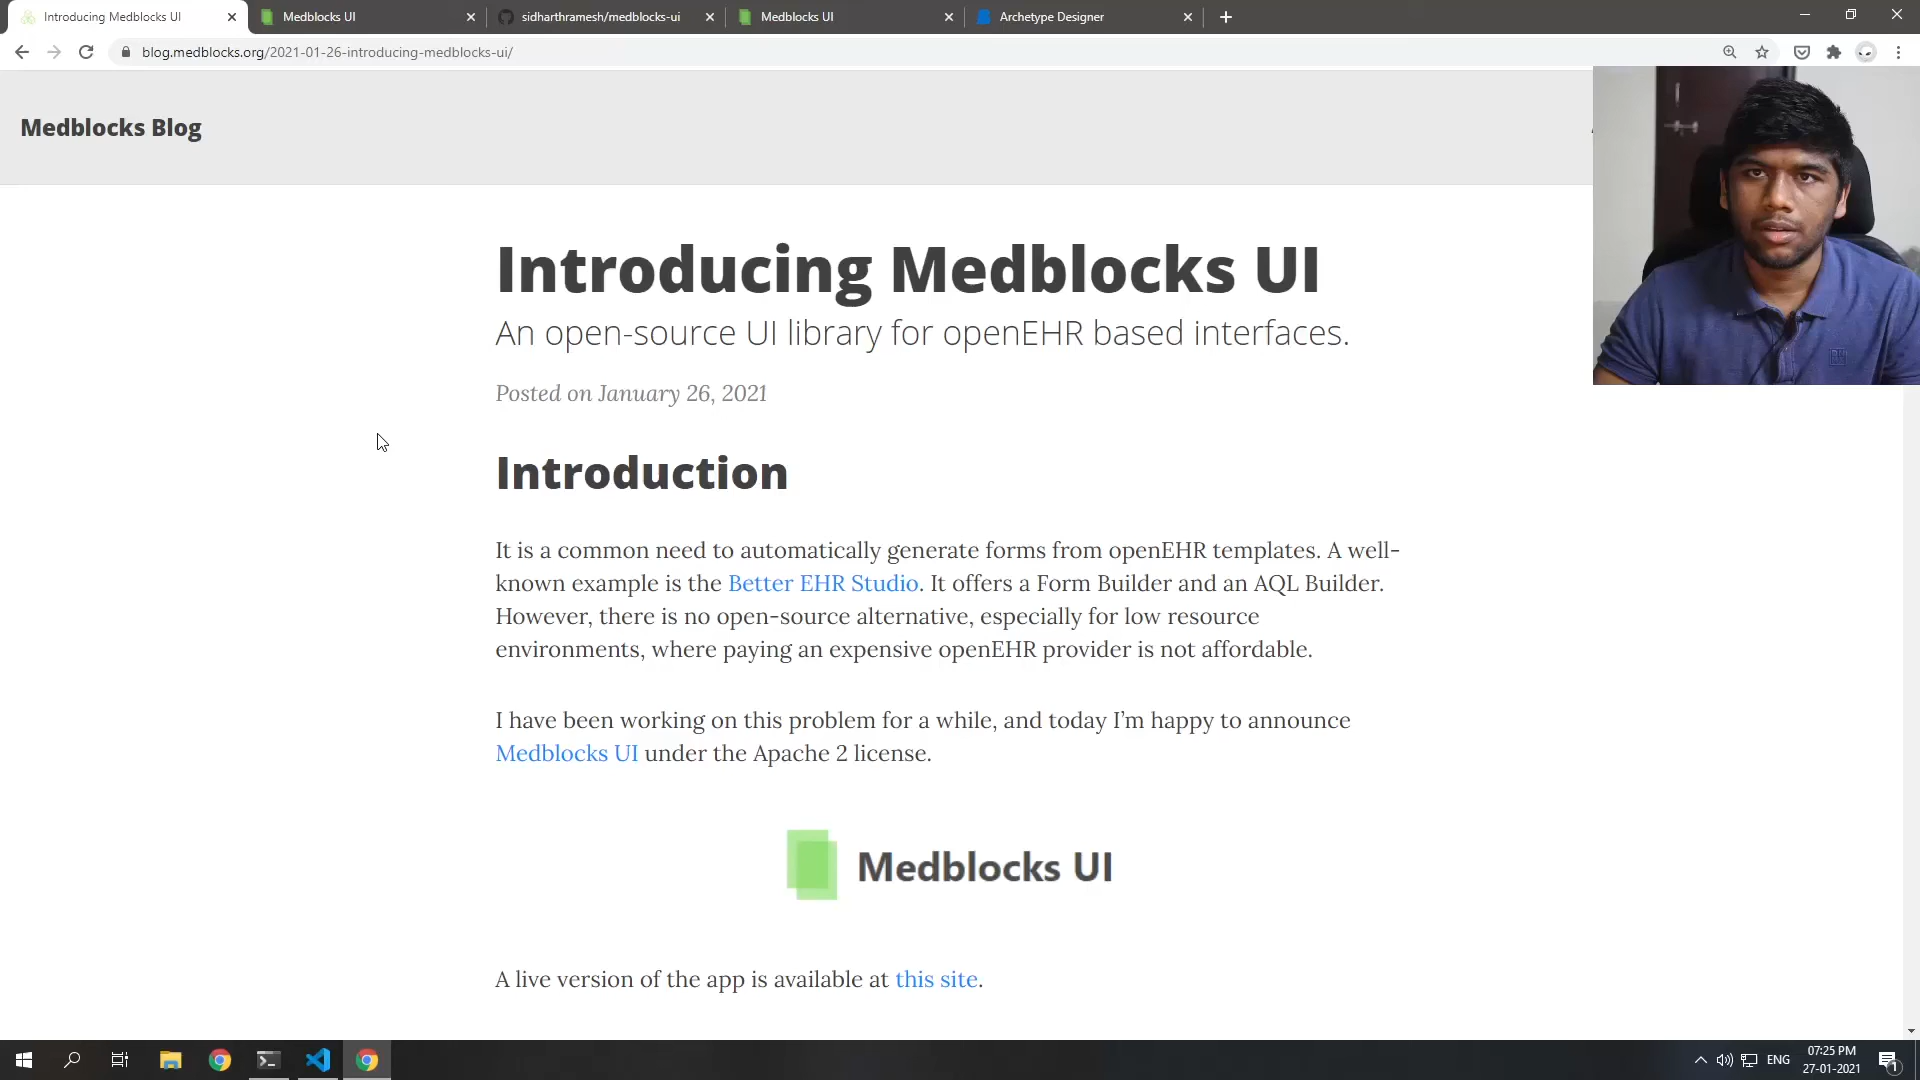 Introducing Medblocks UI
Medblocks UI
sidharthramesh/medblocks-ui
Medblocks UI
Archetype Designer
blog.medblocks.org/2021-01-26-introducing-medblocks-ui/
Medblocks Blog
Introducing Medblocks UI
An open-source UI library for openEHR based interfaces.
Posted on January 26, 2021
Introduction
It is a common need to automatically generate forms from openEHR templates. A well-
known example is the Better EHR Studio. It offers a Form Builder and an AQL Builder.
However, there is no open-source alternative, especially for low resource
environments, where paying an expensive openEHR provider is not affordable.
I have been working on this problem for a while, and today I’m happy to announce
Medblocks UI under the Apache 2 license.
Medblocks UI
A live version of the app is available at this site.
ENG
07:25 PM
27-01-2021
1